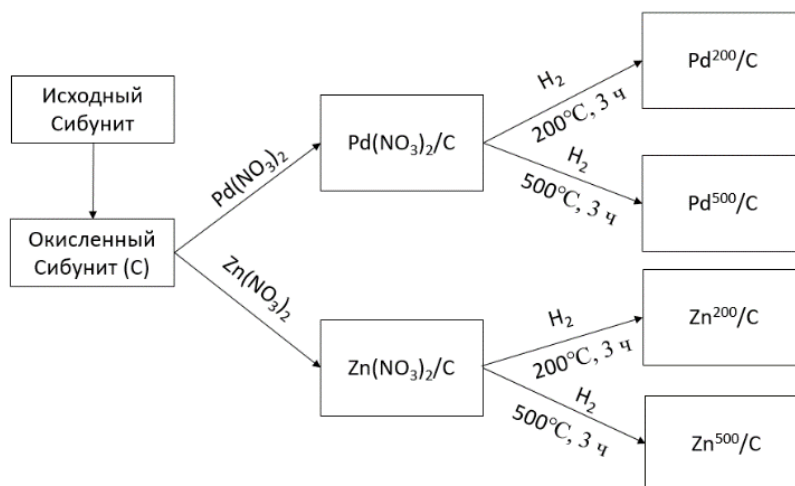 Исходный
Сибунит
Окисленный
Сибунит (С)
Pd(NO₃)₂
Zn(NO₃)₂
Pd(NO₃)₂/C
Zn(NO₃)₂/C
H₂
200℃, 3 ч
H₂
500℃, 3 ч
H₂
200℃, 3 ч
H₂
500℃, 3 ч
Pd²⁰⁰/C
Pd⁵⁰⁰/C
Zn²⁰⁰/C
Zn⁵⁰⁰/C